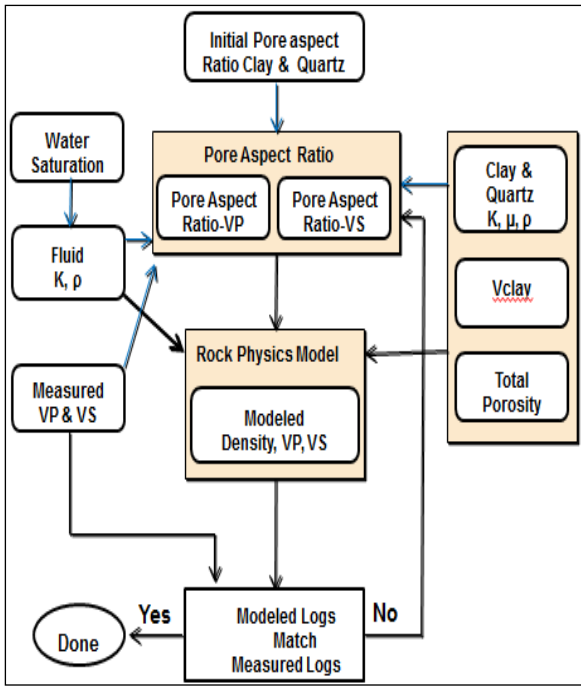 Initial Pore aspect
Ratio Clay & Quartz
Water
Saturation
Pore Aspect Ratio
Pore Aspect
Ratio-VP
Pore Aspect
Ratio-VS
Clay &
Quartz
K, μ, ρ
Fluid
K, ρ
Vclay
Rock Physics Model
Measured
VP & VS
Modeled
Density, VP, VS
Total
Porosity
Yes
No
Modeled Logs
Match
Measured Logs
Done